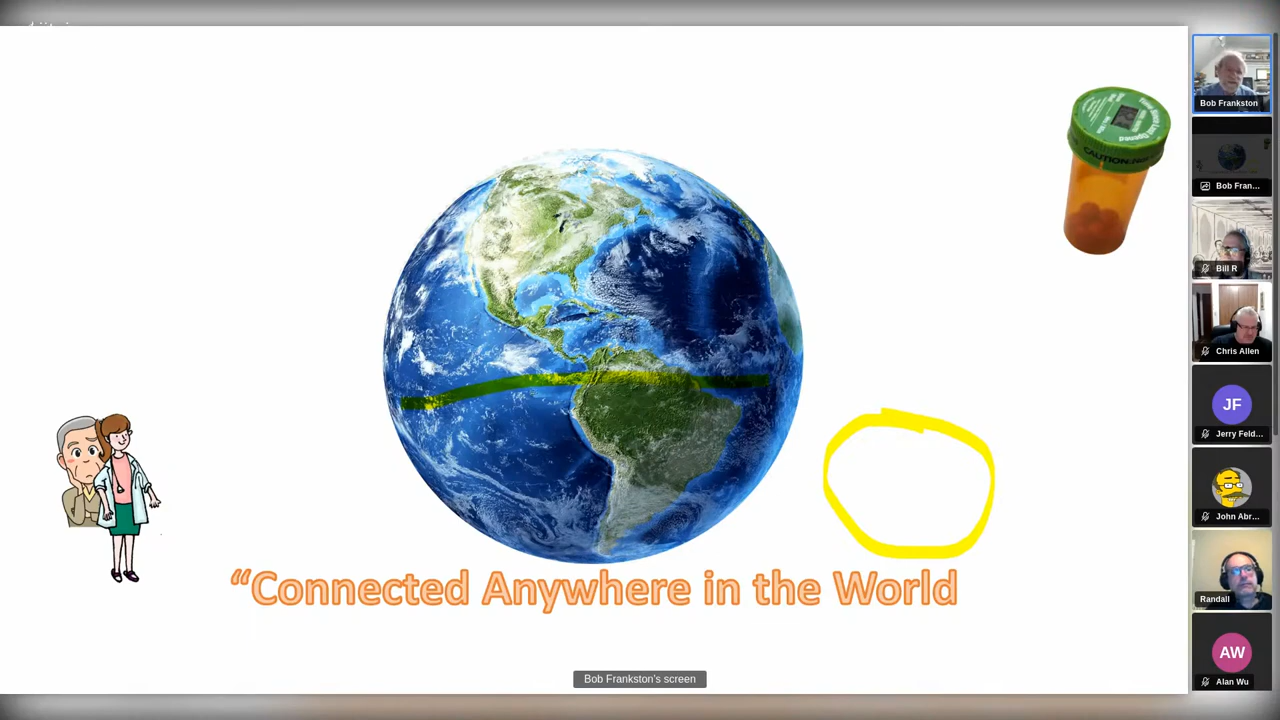 CAUTION:
"Connected Anywhere in the World
Bob Frankston's screen
Bob Frankston
Bob Fran...
Bill R
Chris Allen
JF
Jerry Feld...
John Abr...
Randall
AW
Alan Wu